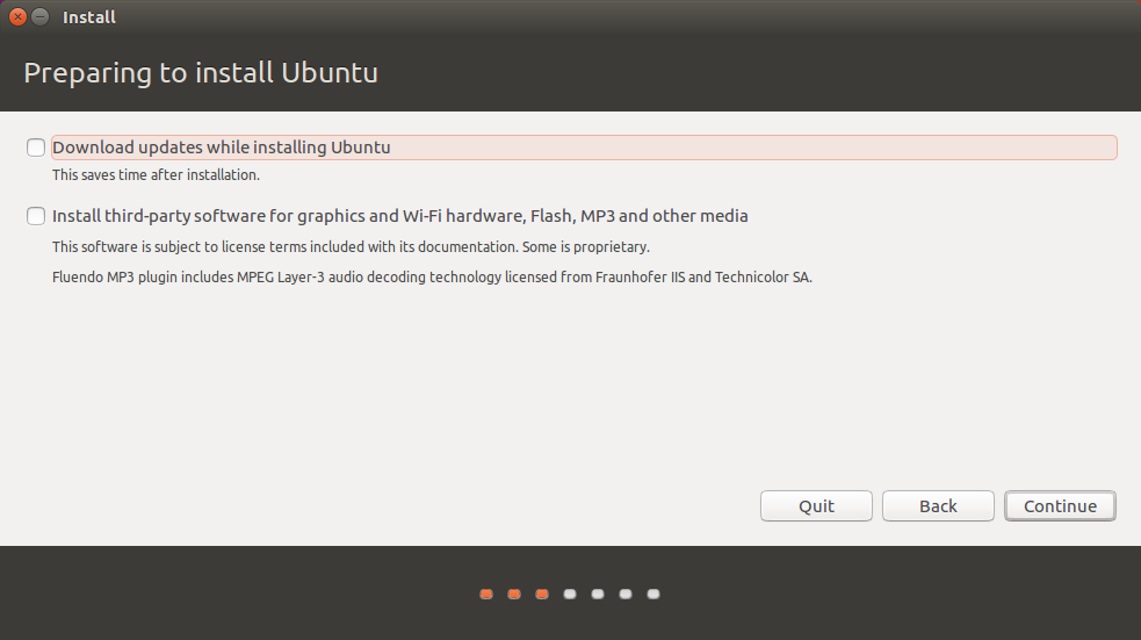 Install
Preparing to install Ubuntu
Download updates while installing Ubuntu
This saves time after installation.
Install third-party software for graphics and Wi-Fi hardware, Flash, MP3 and other media
This software is subject to license terms included with its documentation. Some is proprietary.
Fluendo MP3 plugin includes MPEG Layer-3 audio decoding technology licensed from Fraunhofer IIS and Technicolor SA.
Quit Back Continue